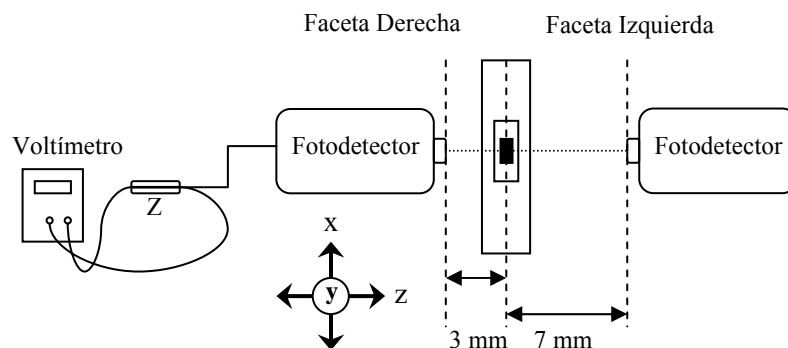 Faceta Derecha
Faceta Izquierda
Voltímetro
Fotodetector
Fotodetector
Z
x
y
z
3 mm
7 mm